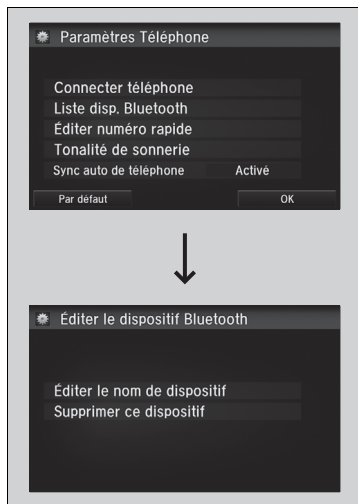 Paramètres Téléphone
Connecter téléphone
Liste disp. Bluetooth
Éditer numéro rapide
Tonalité de sonnerie
Sync auto de téléphone Activé
Par défaut OK
Éditer le dispositif Bluetooth
Éditer le nom de dispositif
Supprimer ce dispositif